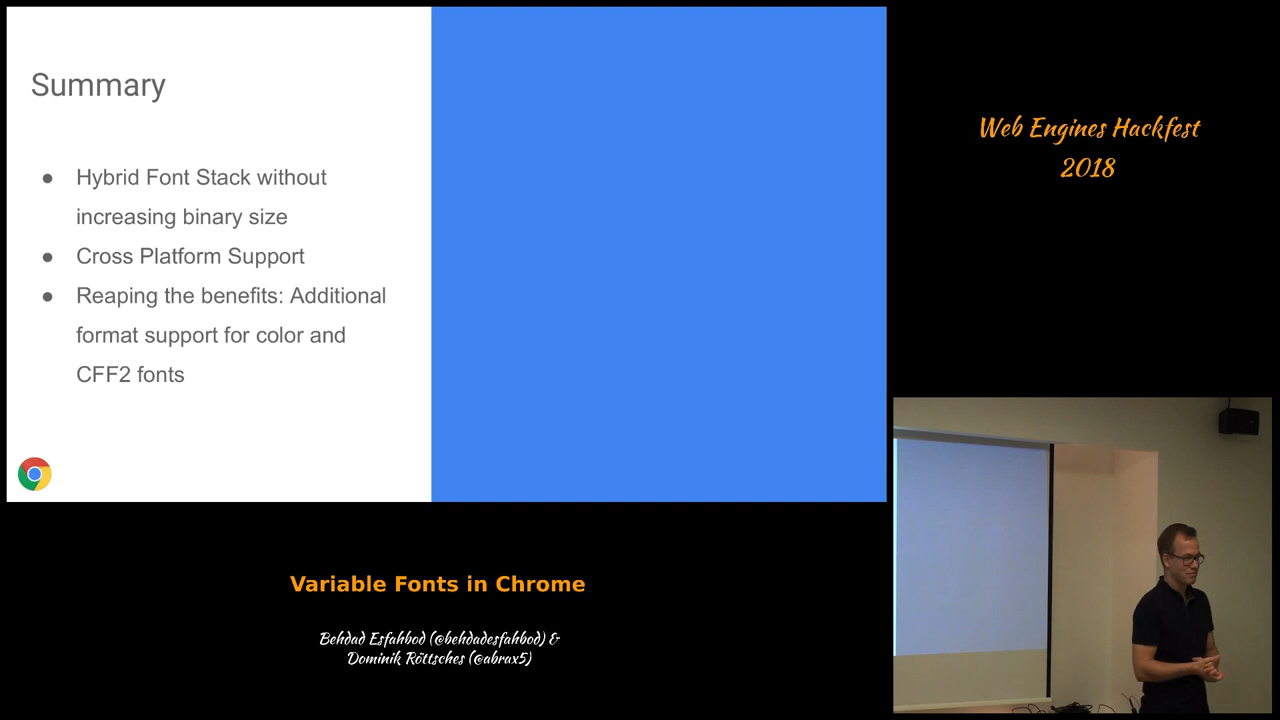 Summary
● Hybrid Font Stack without
increasing binary size
● Cross Platform Support
● Reaping the benefits: Additional
format support for color and
CFF2 fonts
Web Engines Hackfest
2018
Variable Fonts in Chrome
Behdad Esfahbod (@behdadesfahbod) &
Dominik Röttsches (@abrax5)